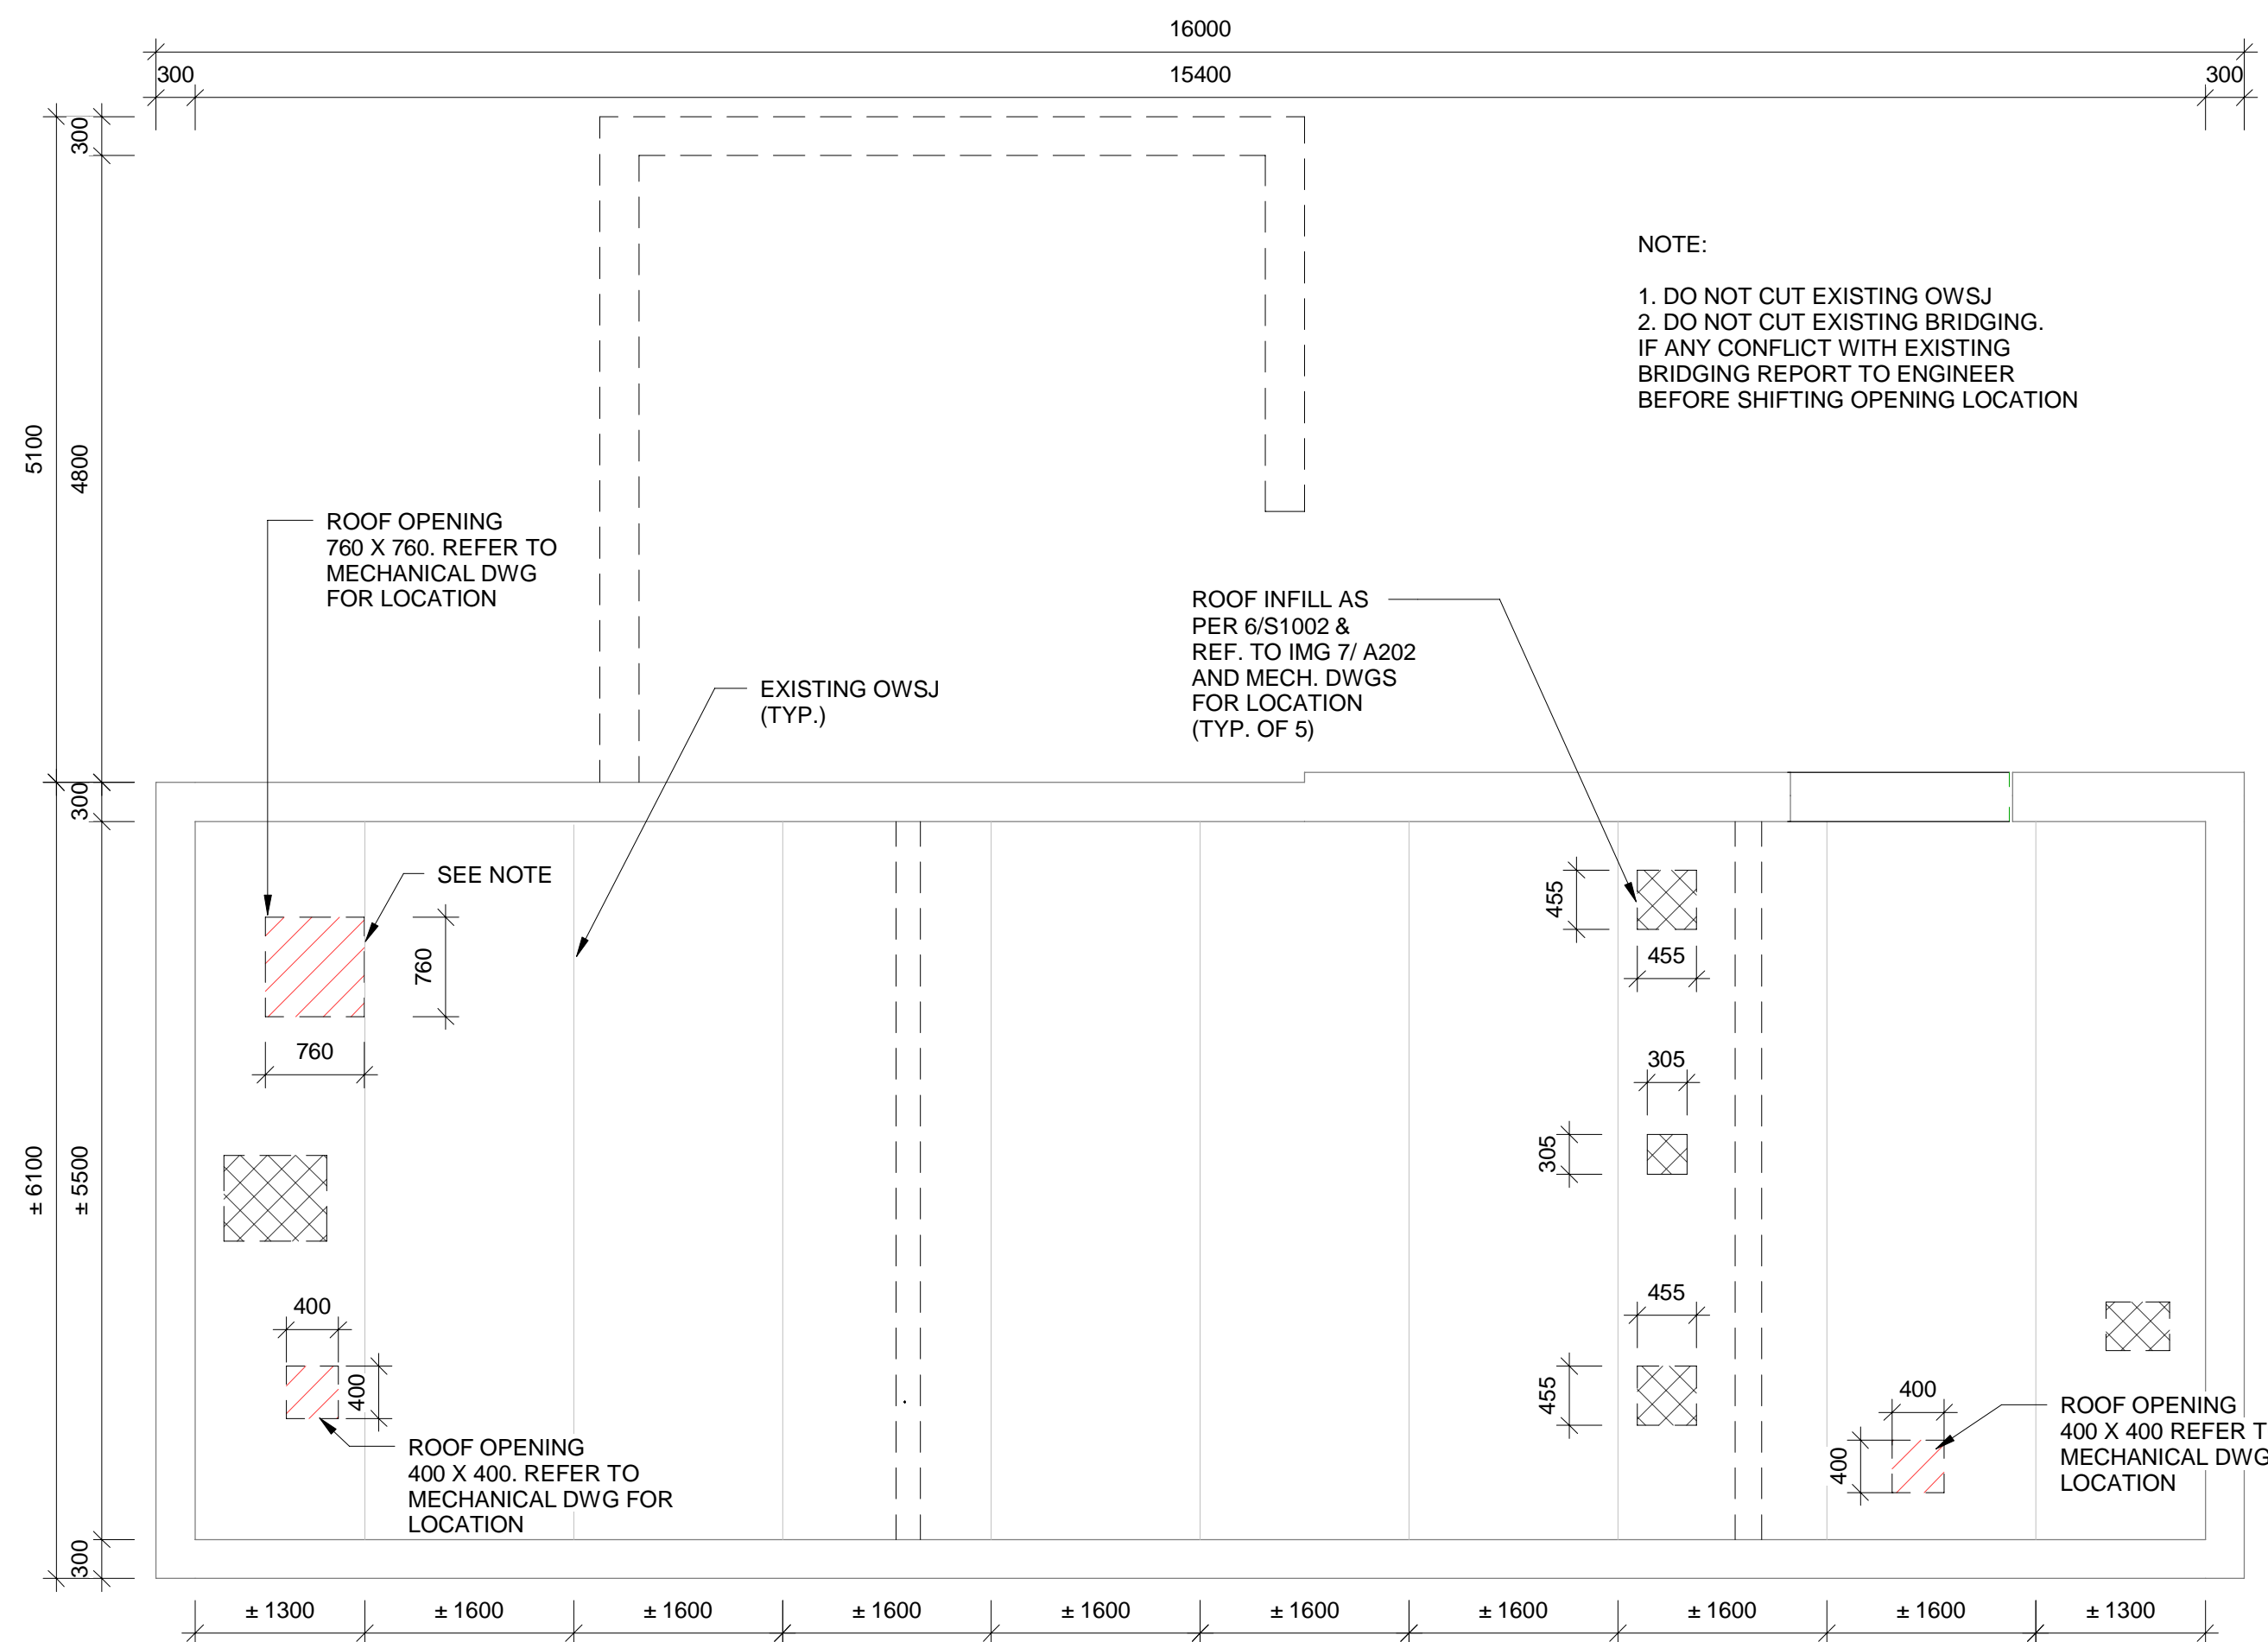 16000
300
15400
300
300
5100
4800
NOTE:
1. DO NOT CUT EXISTING OWSJ
2. DO NOT CUT EXISTING BRIDGING.
IF ANY CONFLICT WITH EXISTING
BRIDGING REPORT TO ENGINEER
BEFORE SHIFTING OPENING LOCATION
ROOF OPENING
760 X 760. REFER TO
MECHANICAL DWG
FOR LOCATION
ROOF INFILL AS
PER 6/S1002 &
REF. TO IMG 7/ A202
AND MECH. DWGS
FOR LOCATION
(TYP. OF 5)
EXISTING OWSJ
(TYP.)
300
SEE NOTE
455
455
760
760
305
305
± 6100
± 5500
400
400
455
455
400
400
ROOF OPENING
400 X 400. REFER TO
MECHANICAL DWG FOR
LOCATION
ROOF OPENING
400 X 400 REFER T
MECHANICAL DWG
LOCATION
300
± 1300
± 1600
± 1600
± 1600
± 1600
± 1600
± 1600
± 1600
± 1600
± 1300